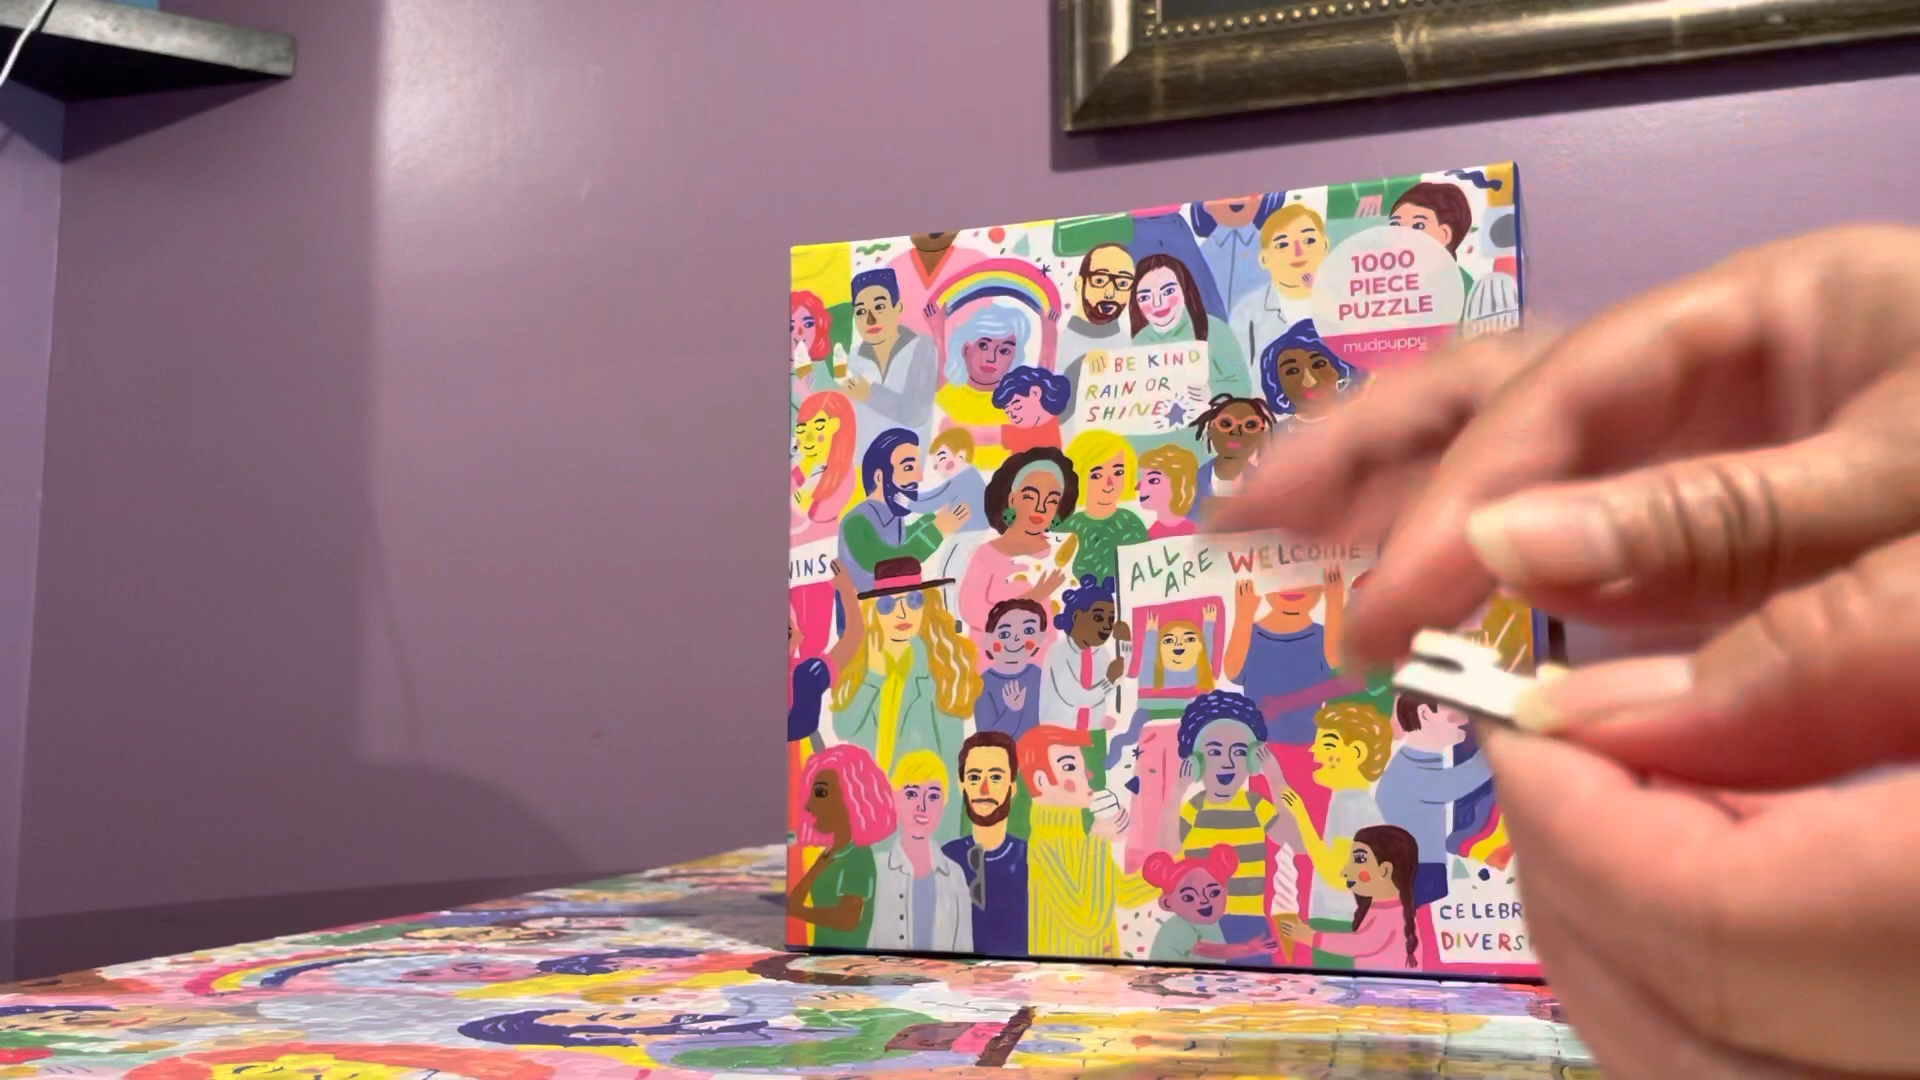 1000
PIECE
PUZZLE
mudpuppy
BE KIND
RAIN OR
SHINE
ALL
ARE WELCOME
CELEBR
DIVERS